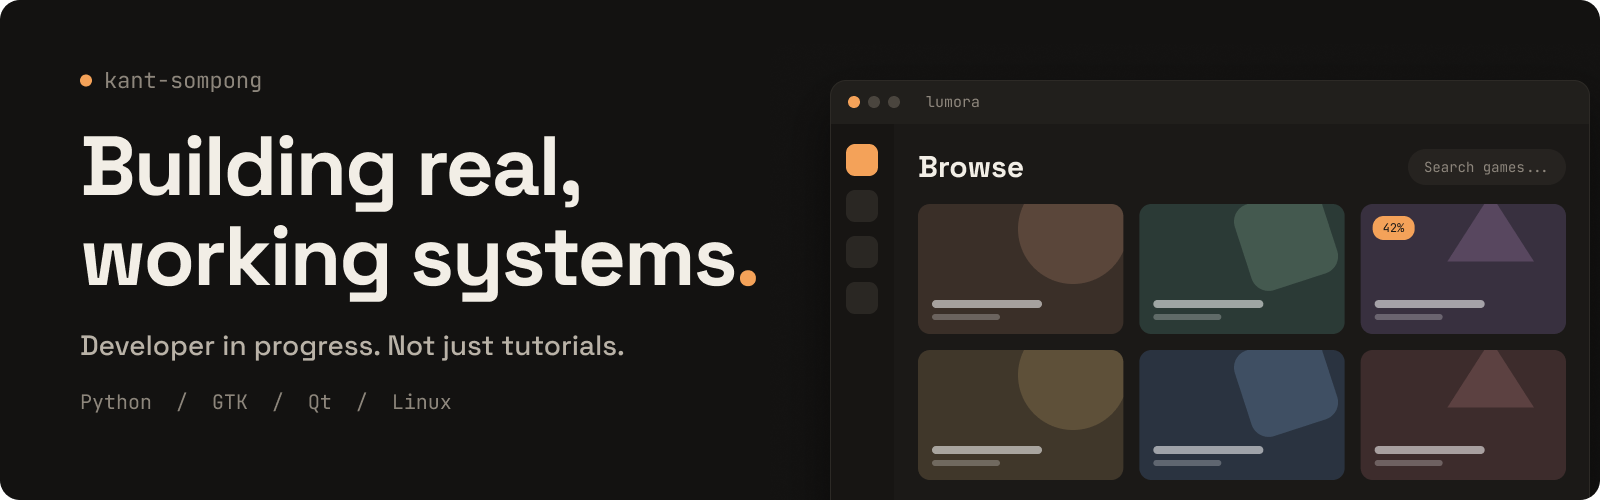 kant-sompong
Building real,
working systems.
Developer in progress. Not just tutorials.
Python / GTK / Qt / Linux
lumora
Browse
Search games...
42%